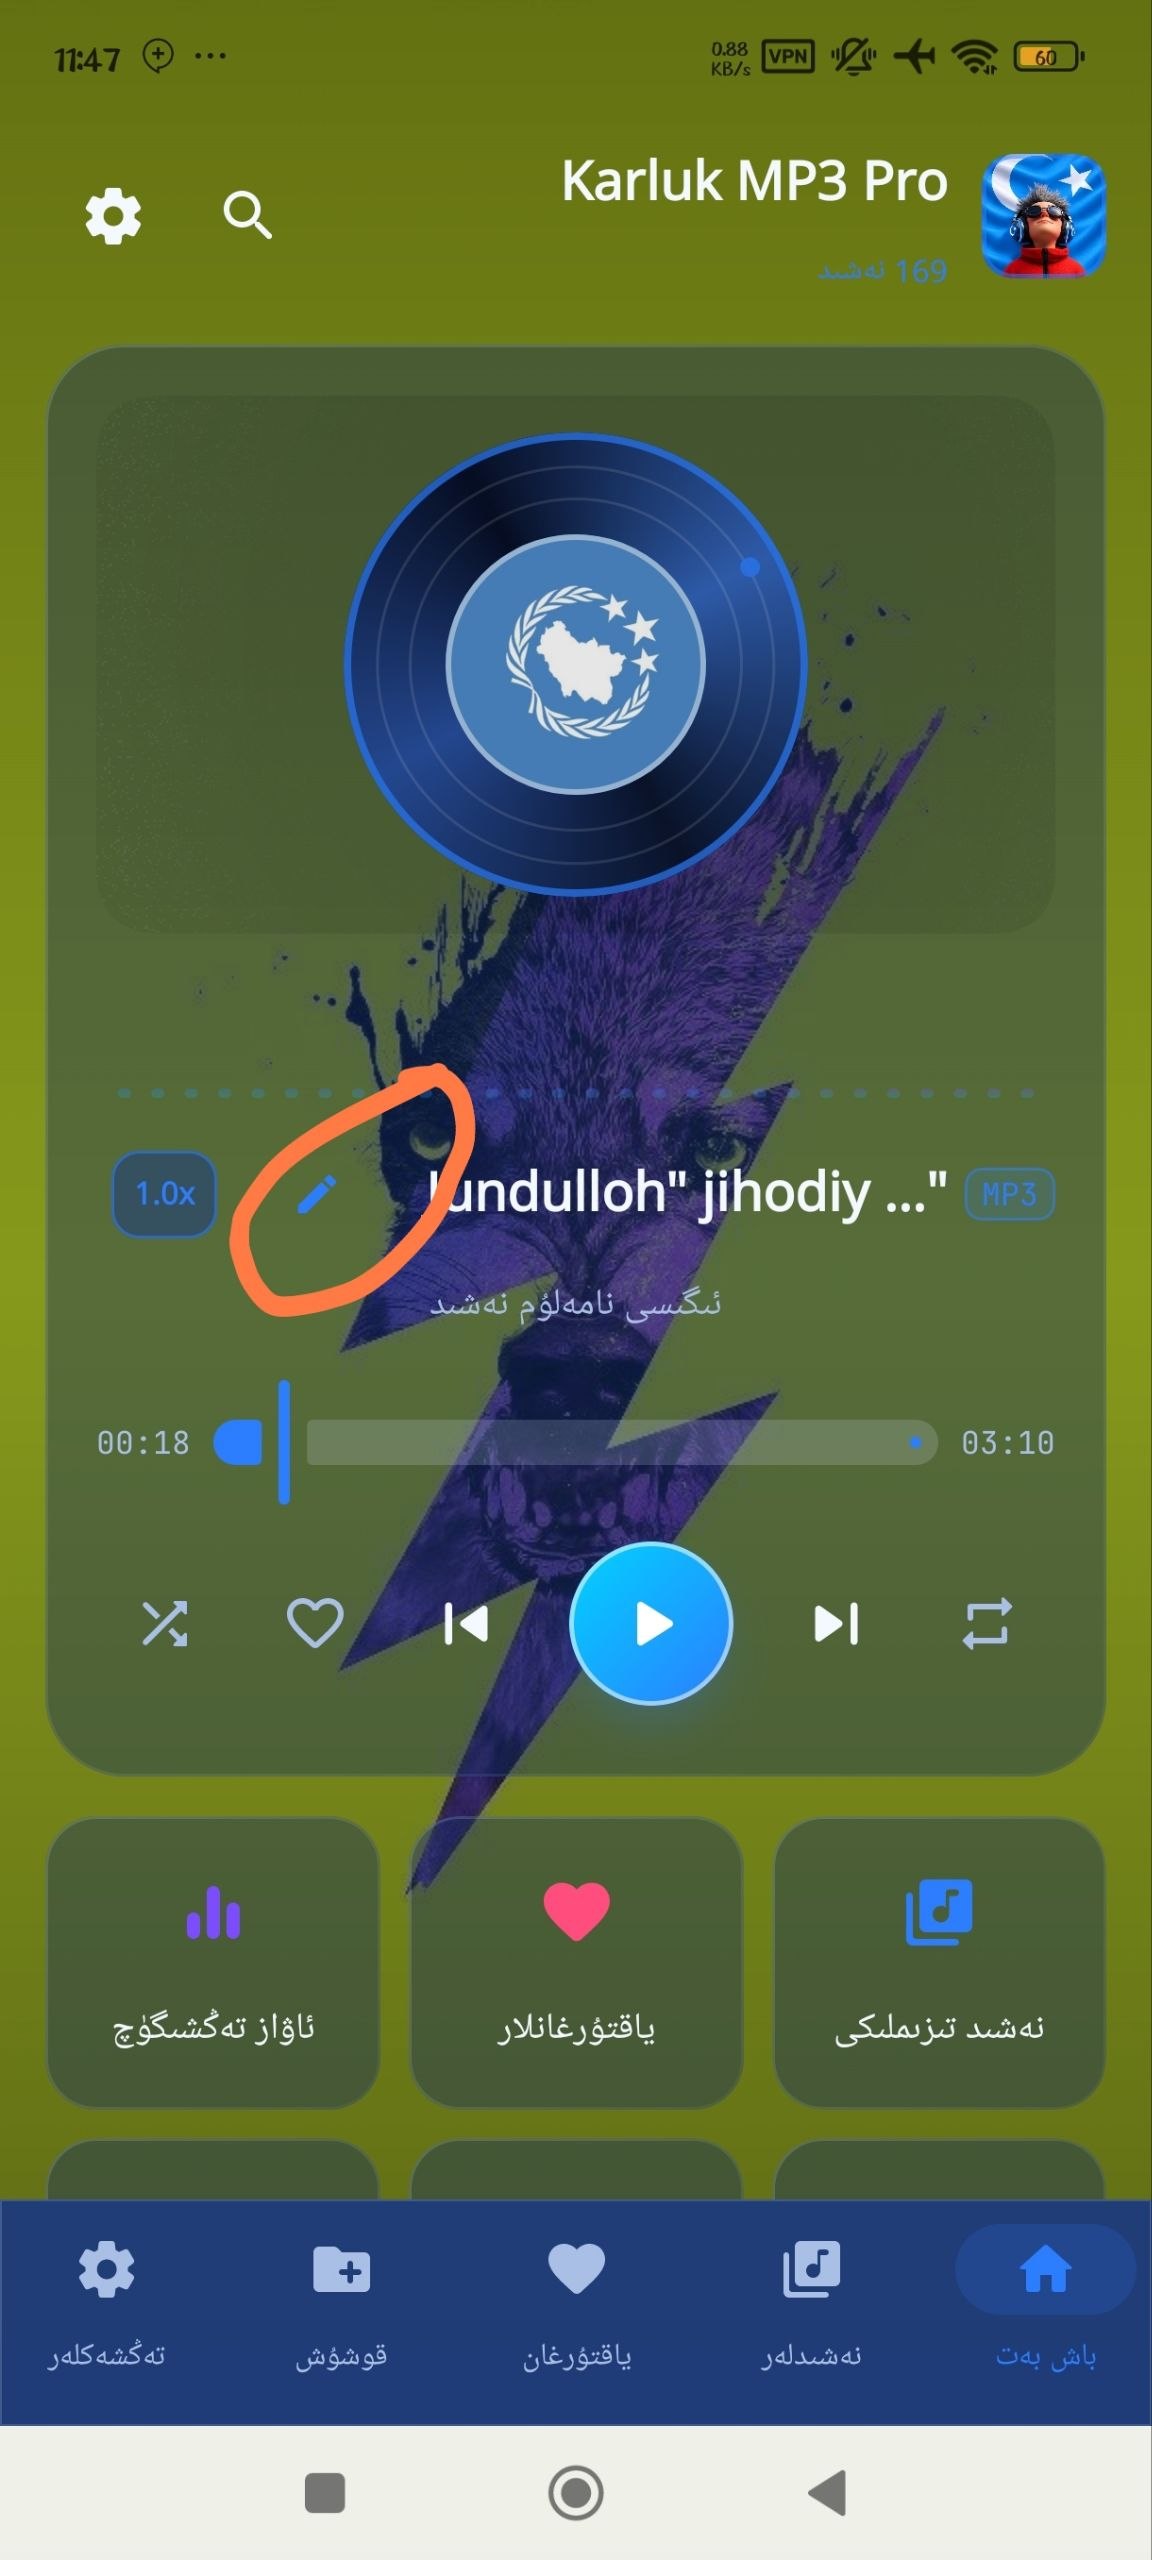 11:47
0.88 KB/s VPN 60
Karluk MP3 Pro
169 نەشىد
1.0x
Jundulloh" jihodiy ..."
MP3
ئىگىسى نامەلۇم نەشىد
00:18
03:10
نەشىد تىزىملىكى
ياقتۇرغانلار
ئاۋاز تەڭشىگۈچ
باش بەت
نەشىدلەر
ياقتۇرغان
قوشۇش
تەڭشەكلەر